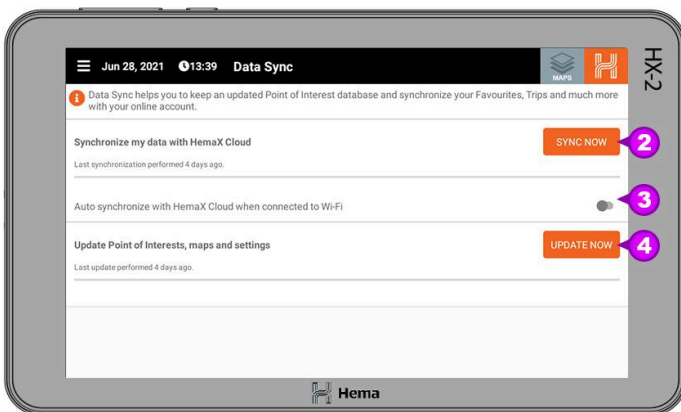 Jun 28, 2021 13:39 Data Sync
MAPS
HX-2
Data Sync helps you to keep an updated Point of Interest database and synchronize your Favourites, Trips and much more
with your online account.
Synchronize my data with HemaX Cloud
SYNC NOW
2
Last synchronization performed 4 days ago.
Auto synchronize with HemaX Cloud when connected to Wi-Fi
3
Update Point of Interests, maps and settings
UPDATE NOW
4
Last update performed 4 days ago.
Hema